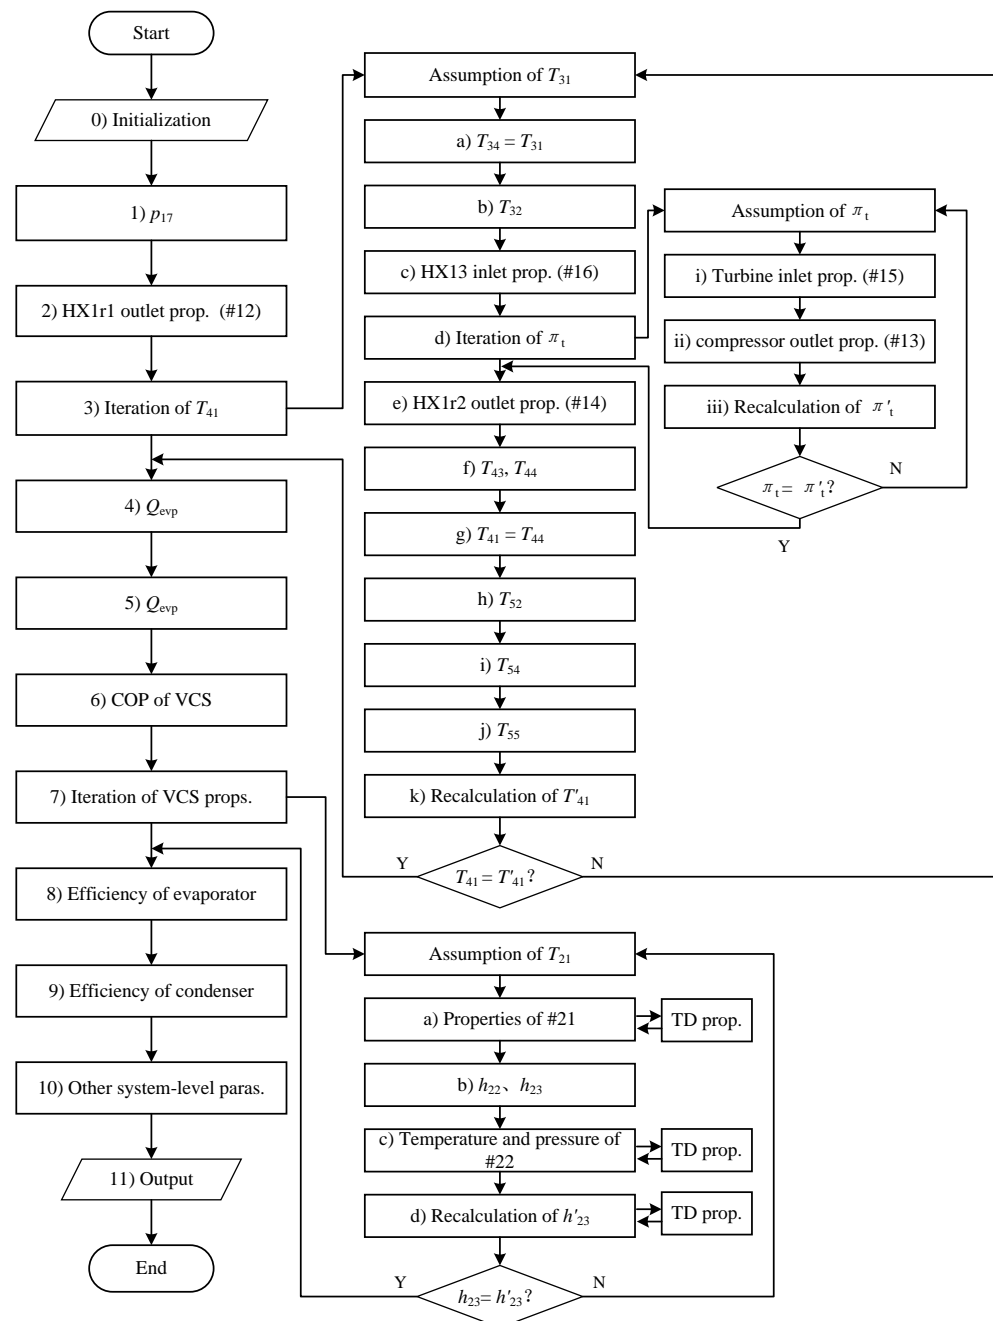 Start
0) Initialization
1) p17
2) HX1r1 outlet prop. (#12)
3) Iteration of T41
4) Qevp
5) Qevp
6) COP of VCS
7) Iteration of VCS props.
8) Efficiency of evaporator
9) Efficiency of condenser
10) Other system-level paras.
11) Output
End
Assumption of T31
a) T34 = T31
b) T32
c) HX13 inlet prop. (#16)
d) Iteration of πt
e) HX1r2 outlet prop. (#14)
f) T43, T44
g) T41 = T44
h) T52
i) T54
j) T55
k) Recalculation of T'41
Y
T41 = T'41?
N
Assumption of πt
i) Turbine inlet prop. (#15)
ii) compressor outlet prop. (#13)
iii) Recalculation of π't
πt = π't?
N
Y
Assumption of T21
a) Properties of #21
TD prop.
b) h22、h23
c) Temperature and pressure of
#22
TD prop.
d) Recalculation of h'23
TD prop.
Y
h23= h'23?
N